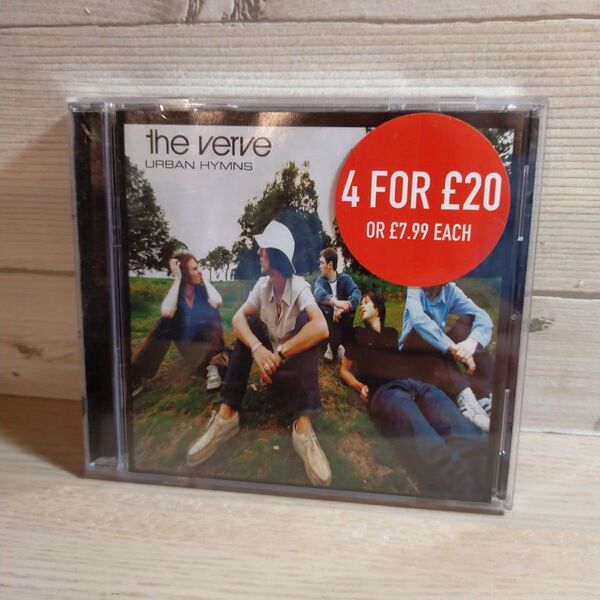 the verve
URBAN HYMNS
4 FOR £20
OR £7.99 EACH